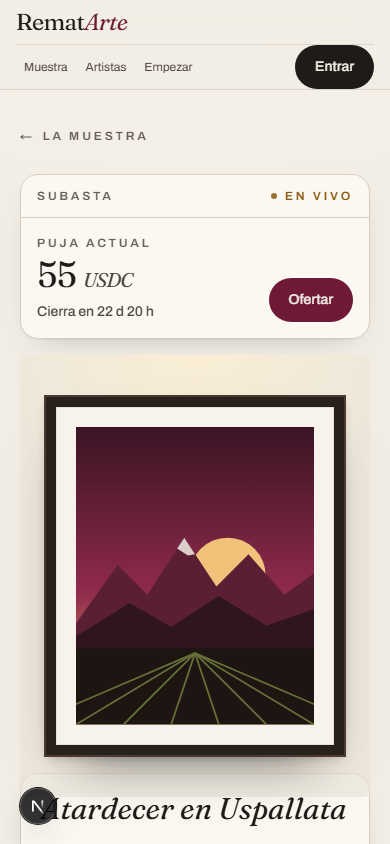 RematArte
Muestra Artistas Empezar Entrar
← LA MUESTRA
SUBASTA • EN VIVO
PUJA ACTUAL
55 USDC
Cierra en 22 d 20 h
Ofertar
N
Atardecer en Uspallata